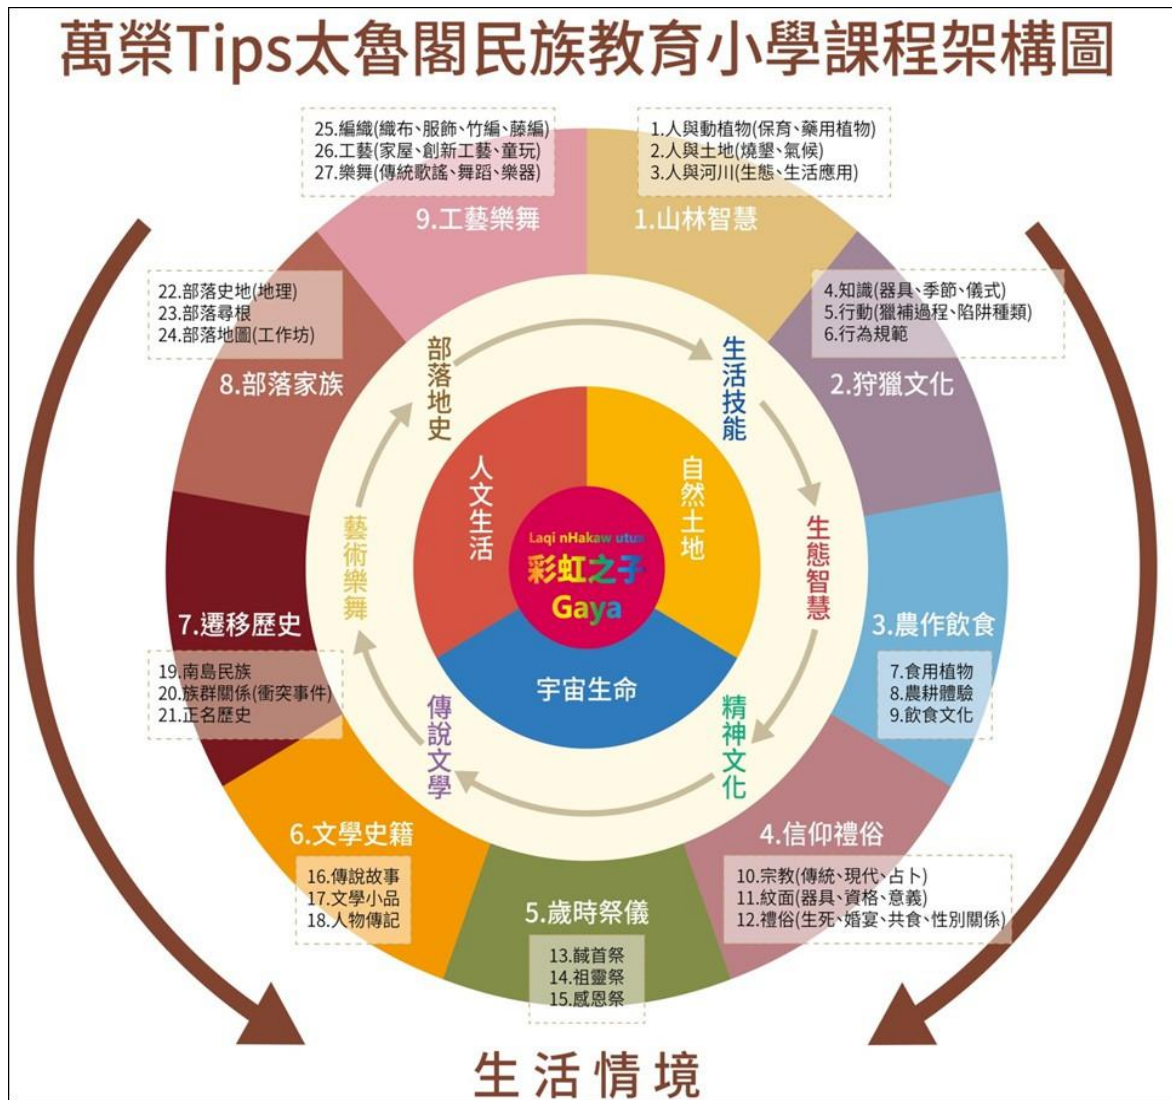 萬榮Tips太魯閣民族教育小學課程架構圖
1.人與動植物(保育、藥用植物)
2.人與土地(燒墾、氣候)
3.人與河川(生態、生活應用)
1.山林智慧
4.知識(器具、季節、儀式)
5.行動(獵補過程、陷阱種類)
6.行為規範
2.狩獵文化
3.農作飲食
7.食用植物
8.農耕體驗
9.飲食文化
4.信仰禮俗
10.宗教(傳統、現代、占卜)
11.紋面(器具、資格、意義)
12.禮俗(生死、婚宴、共食、性別關係)
5.歲時祭儀
13.馘首祭
14.祖靈祭
15.感恩祭
6.文學史籍
16.傳說故事
17.文學小品
18.人物傳記
7.遷移歷史
19.南島民族
20.族群關係(衝突事件)
21.正名歷史
22.部落史地(地理)
23.部落尋根
24.部落地圖(工作坊)
8.部落家族
25.編織(織布、服飾、竹編、藤編)
26.工藝(家屋、創新工藝、童玩)
27.樂舞(傳統歌謠、舞蹈、樂器)
9.工藝樂舞
生活技能
生態智慧
精神文化
傳說文學
藝術樂舞
部落地史
自然土地
宇宙生命
人文生活
Laqi nHakaw utux
彩虹之子
Gaya
生活情境